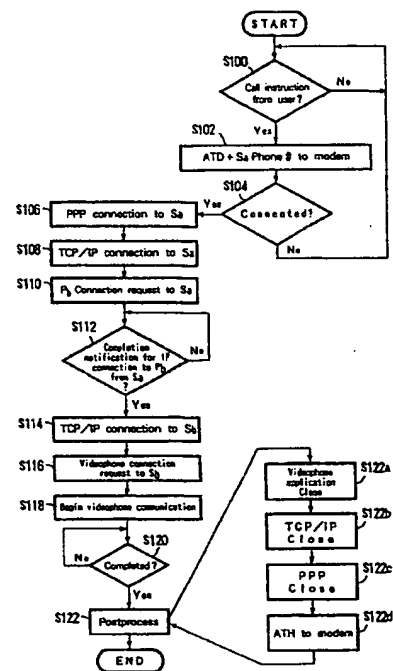 START
S100
Call instruction
from user?
No
Yes
S102
ATD + Sa Phone # to modem
S104
Connected?
Yes
No
S106
PPP connection to Sa
S108
TCP/IP connection to Sa
S110
Pb Connection request to Sa
S112
Completion
notification for IP
connection to Pb
from Sa
?
No
Yes
S114
TCP/IP connection to Sb
S116
Videophone connection
request to Sb
S118
Begin videophone communication
S120
Completed?
No
Yes
S122
Postprocess
END
S122a
Videophone
application
Close
S122b
TCP/IP
Close
S122c
PPP
Close
S122d
ATH to modem